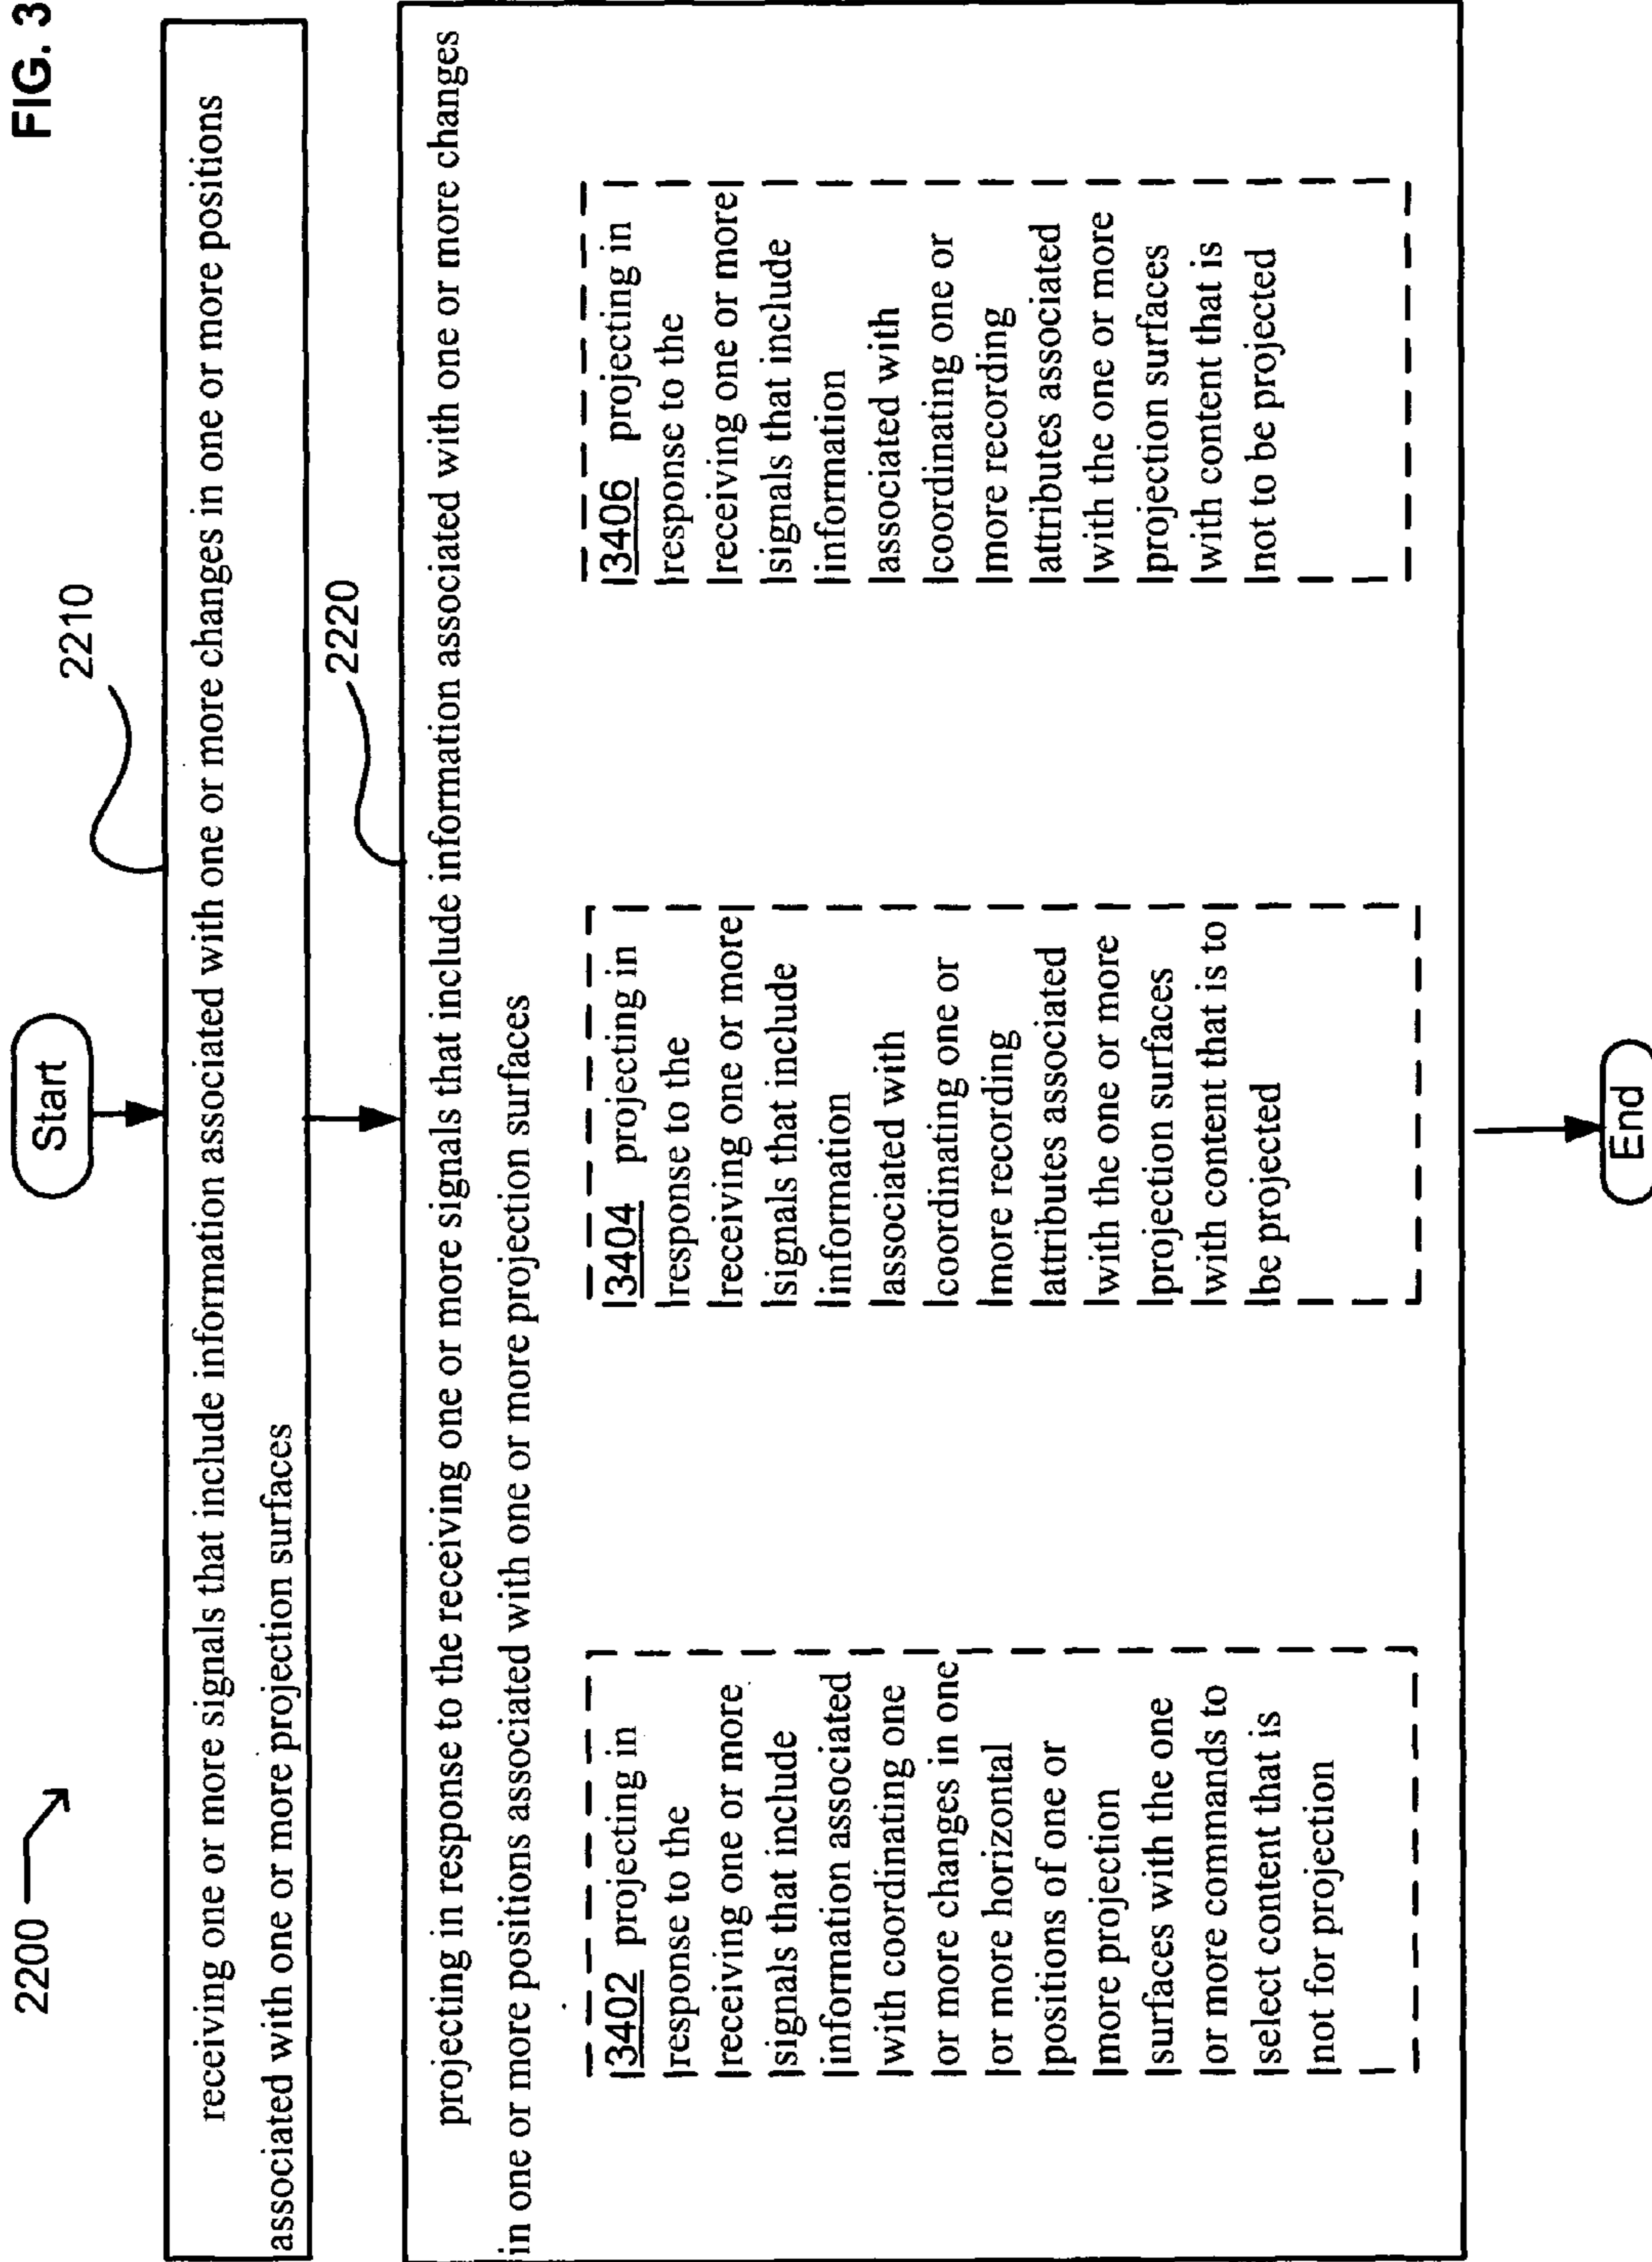 FIG. 3
2200
Start
2210
receiving one or more signals that include information associated with one or more changes in one or more positions
associated with one or more projection surfaces
2220
projecting in response to the receiving one or more signals that include information associated with one or more changes
in one or more positions associated with one or more projection surfaces
3402 projecting in
response to the
receiving one or more
signals that include
information associated
with coordinating one
or more changes in one
or more horizontal
positions of one or
more projection
surfaces with the one
or more commands to
select content that is
not for projection
3404 projecting in
response to the
receiving one or more
signals that include
information
associated with
coordinating one or
more recording
attributes associated
with the one or more
projection surfaces
with content that is to
be projected
3406 projecting in
response to the
receiving one or more
signals that include
information
associated with
coordinating one or
more recording
attributes associated
with the one or more
projection surfaces
with content that is
not to be projected
End